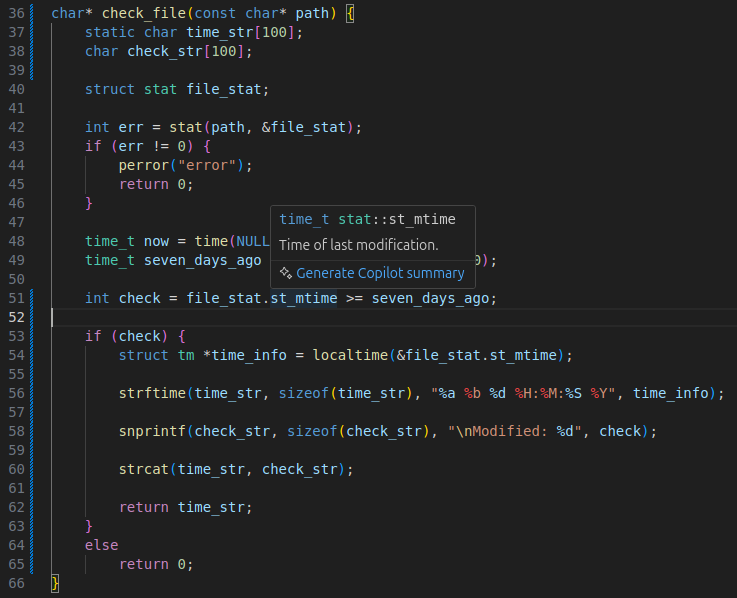 36 char* check_file(const char* path) {
37 static char time_str[100];
38 char check_str[100];
39
40 struct stat file_stat;
41
42 int err = stat(path, &file_stat);
43 if (err != 0) {
44 perror("error");
45 return 0;
46 }
47
time_t stat::st_mtime
48 time_t now = time(NULL
Time of last modification.
49 time_t seven_days_ago 0);
Generate Copilot summary
50
51 int check = file_stat.st_mtime >= seven_days_ago;
52
53 if (check) {
54 struct tm *time_info = localtime(&file_stat.st_mtime);
55
56 strftime(time_str, sizeof(time_str), "%a %b %d %H:%M:%S %Y", time_info);
57
58 snprintf(check_str, sizeof(check_str), "\nModified: %d", check);
59
60 strcat(time_str, check_str);
61
62 return time_str;
63 }
64 else
65 return 0;
66 }